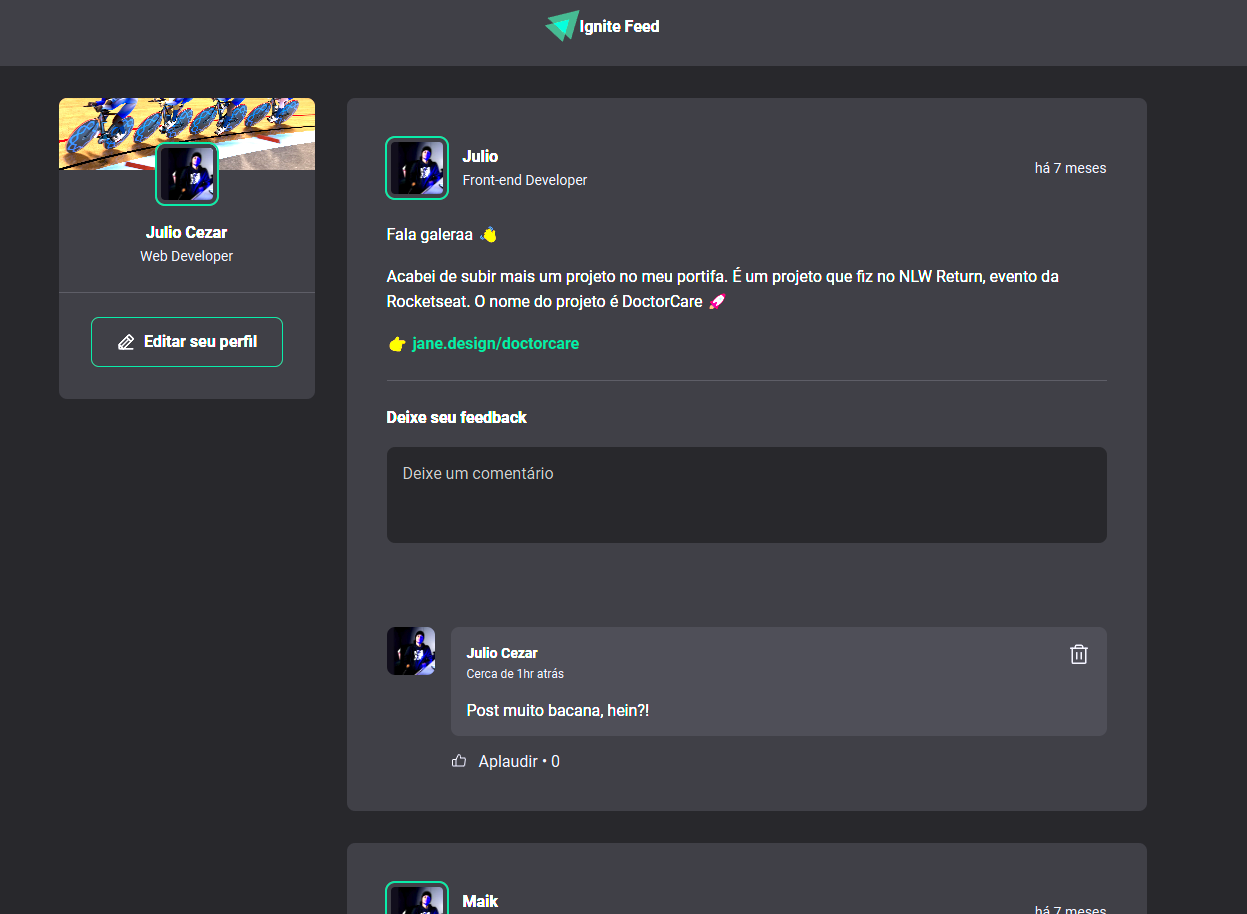 Ignite Feed
Julio Cezar
Web Developer
Editar seu perfil
Julio
Front-end Developer
há 7 meses
Fala galeraa 👋
Acabei de subir mais um projeto no meu portifa. É um projeto que fiz no NLW Return, evento da
Rocketseat. O nome do projeto é DoctorCare 🚀
👉 jane.design/doctorcare
Deixe seu feedback
Deixe um comentário
Julio Cezar
Cerca de 1hr atrás
Post muito bacana, hein?!
Aplaudir • 0
Maik
há 7 meses